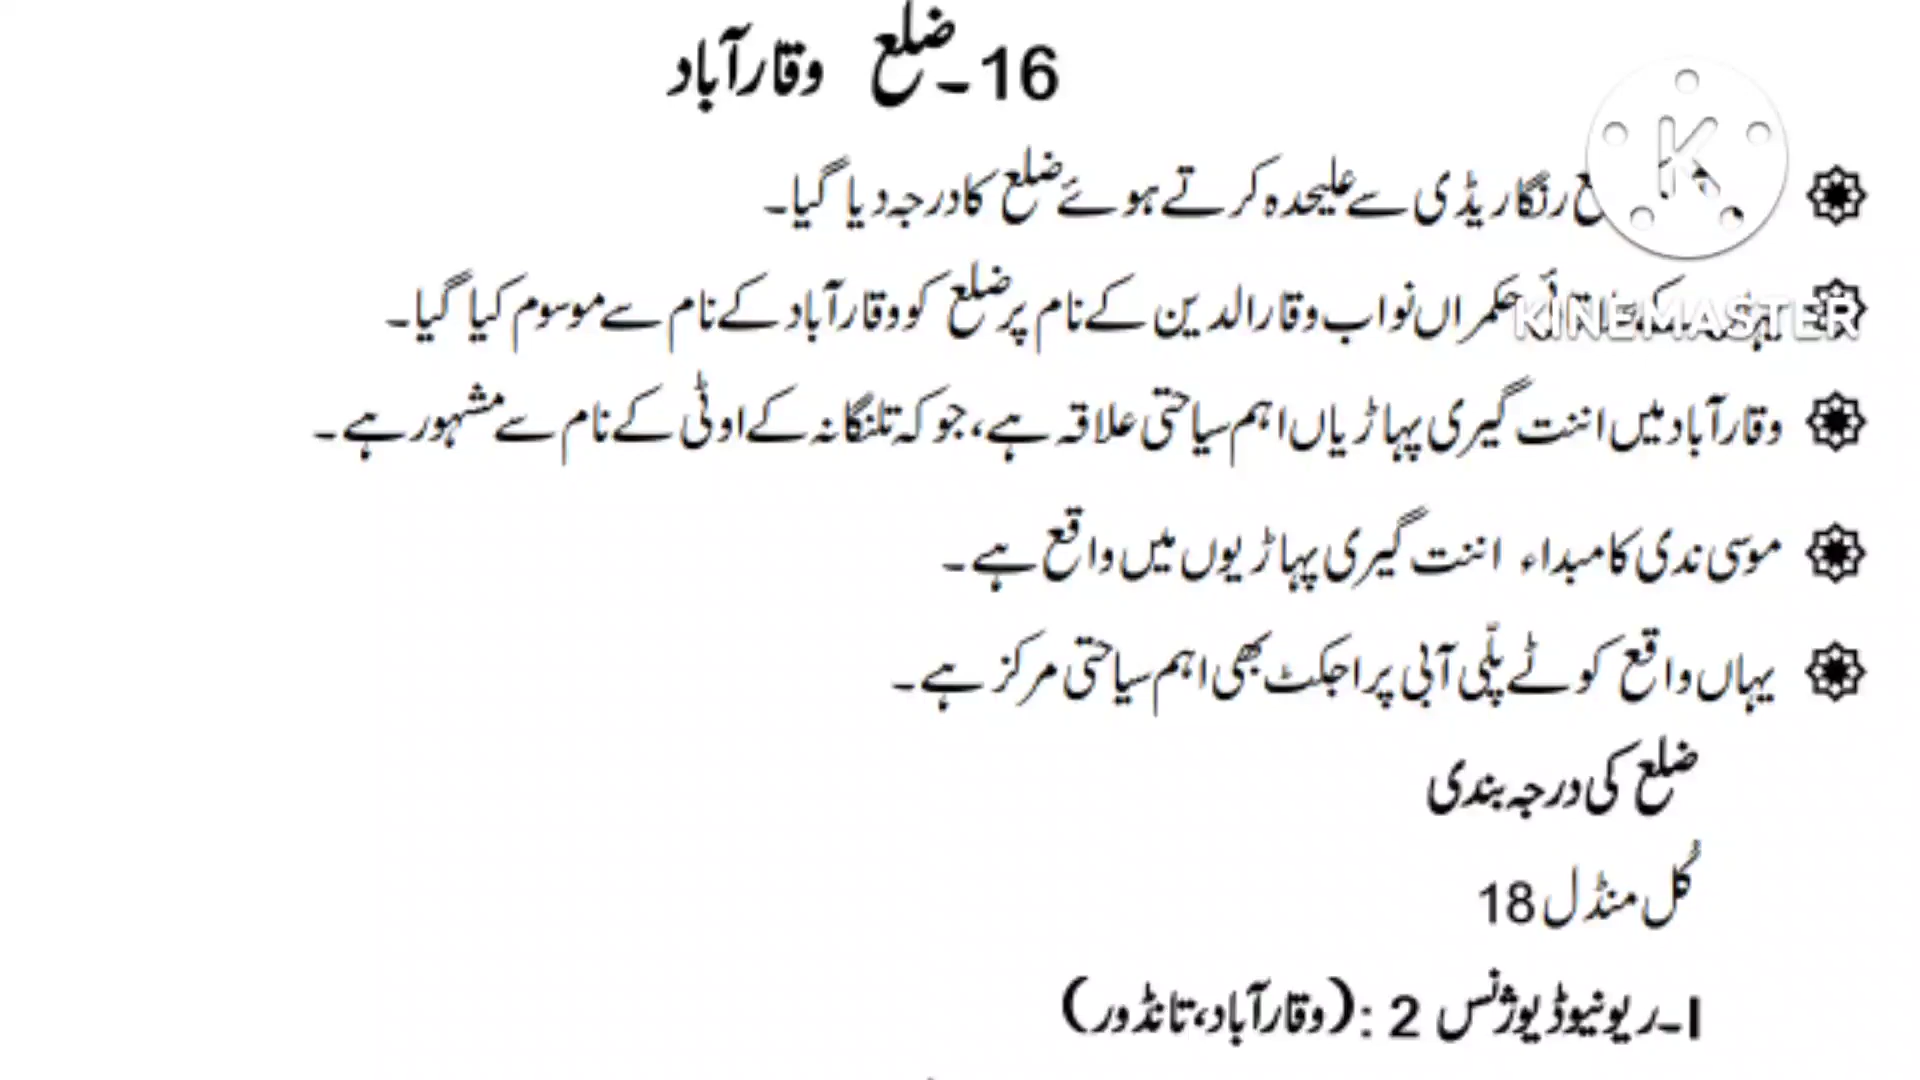 16۔ضلع وقارآباد
رنگاریڈی سے علیحدہ کرتے ہوئے ضلع کا درجہ دیا گیا۔
حکمراں نواب وقارالدین کے نام پر ضلع کو وقارآباد کے نام سے موسوم کیا گیا۔
KINEMASTER
وقارآباد میں اننت گیری پہاڑیاں اہم سیاحتی علاقہ ہے، جو کہ تلنگانہ کے اوٹی کے نام سے مشہور ہے۔
موسی ندی کا مبداء اننت گیری پہاڑیوں میں واقع ہے۔
یہاں واقع کوٹے پلّی آبی پراجکٹ بھی اہم سیاحتی مرکز ہے۔
ضلع کی درجہ بندی
کُل منڈل 18
I۔ریونیوڈیوژنس 2 :(وقارآباد،تانڈور)